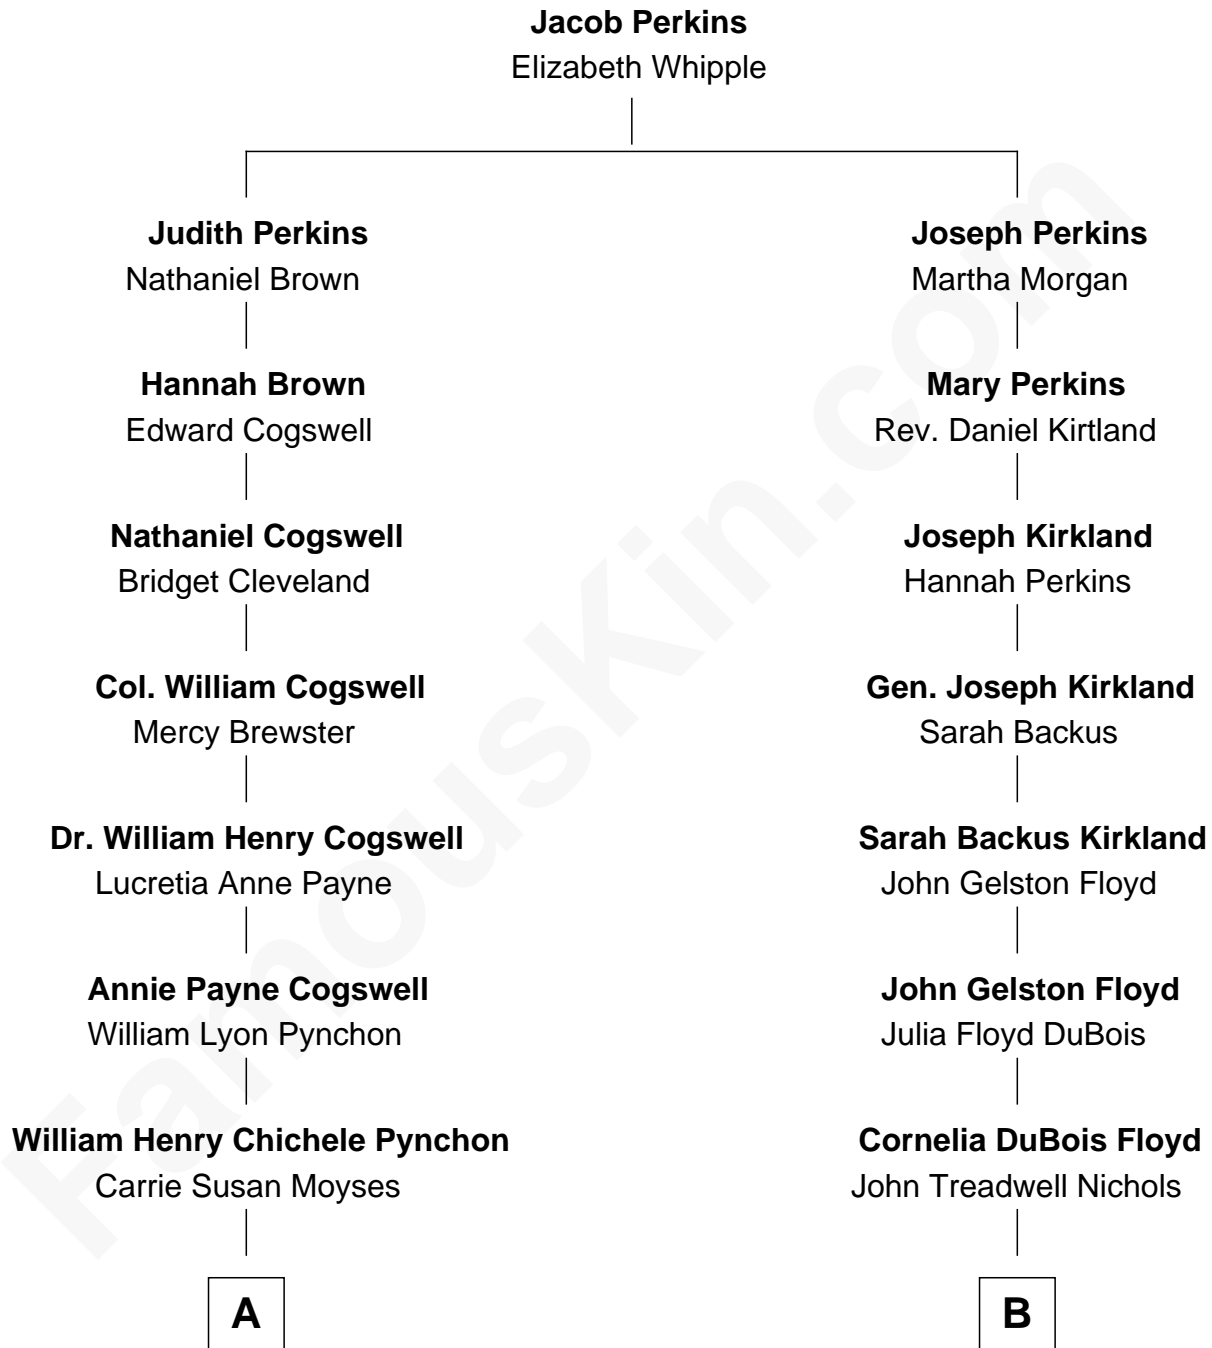 Jacob Perkins
Elizabeth Whipple
Judith Perkins
Nathaniel Brown
Joseph Perkins
Martha Morgan
Hannah Brown
Edward Cogswell
Mary Perkins
Rev. Daniel Kirtland
Nathaniel Cogswell
Bridget Cleveland
Joseph Kirkland
Hannah Perkins
Col. William Cogswell
Mercy Brewster
Gen. Joseph Kirkland
Sarah Backus
Dr. William Henry Cogswell
Lucretia Anne Payne
Sarah Backus Kirkland
John Gelston Floyd
Annie Payne Cogswell
William Lyon Pynchon
John Gelston Floyd
Julia Floyd DuBois
William Henry Chichele Pynchon
Carrie Susan Moyses
Cornelia DuBois Floyd
John Treadwell Nichols
A
B
FamousKin.com